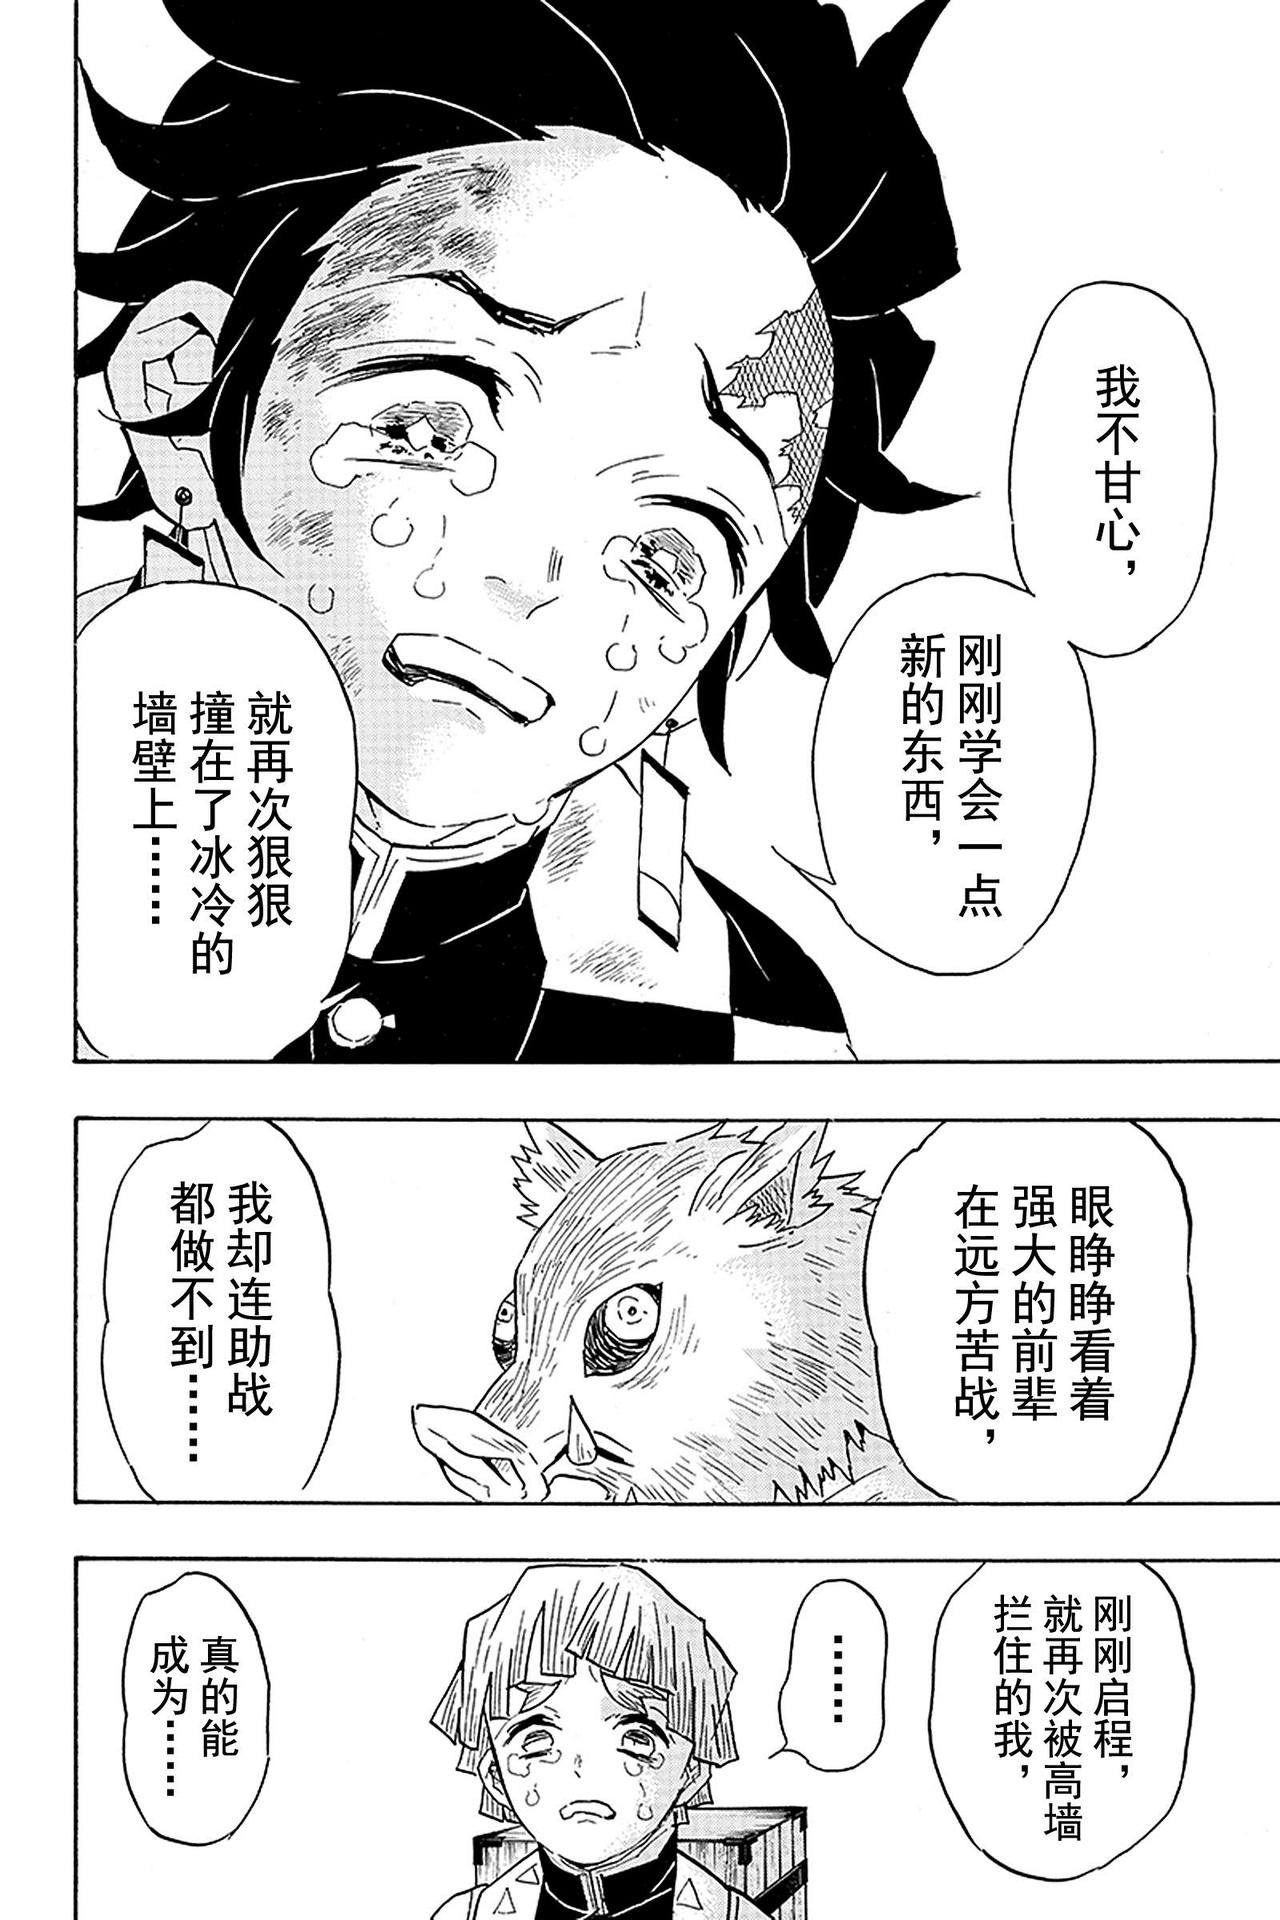 我不甘心，
刚刚学会一点
新的东西，
就再次狠狠
撞在了冰冷的
墙壁上……
眼睁睁看着
强大的前辈
在远方苦战，
我却连助战
都做不到……
刚刚启程，
就再次被高墙
拦住的我，
……
真的能
成为……